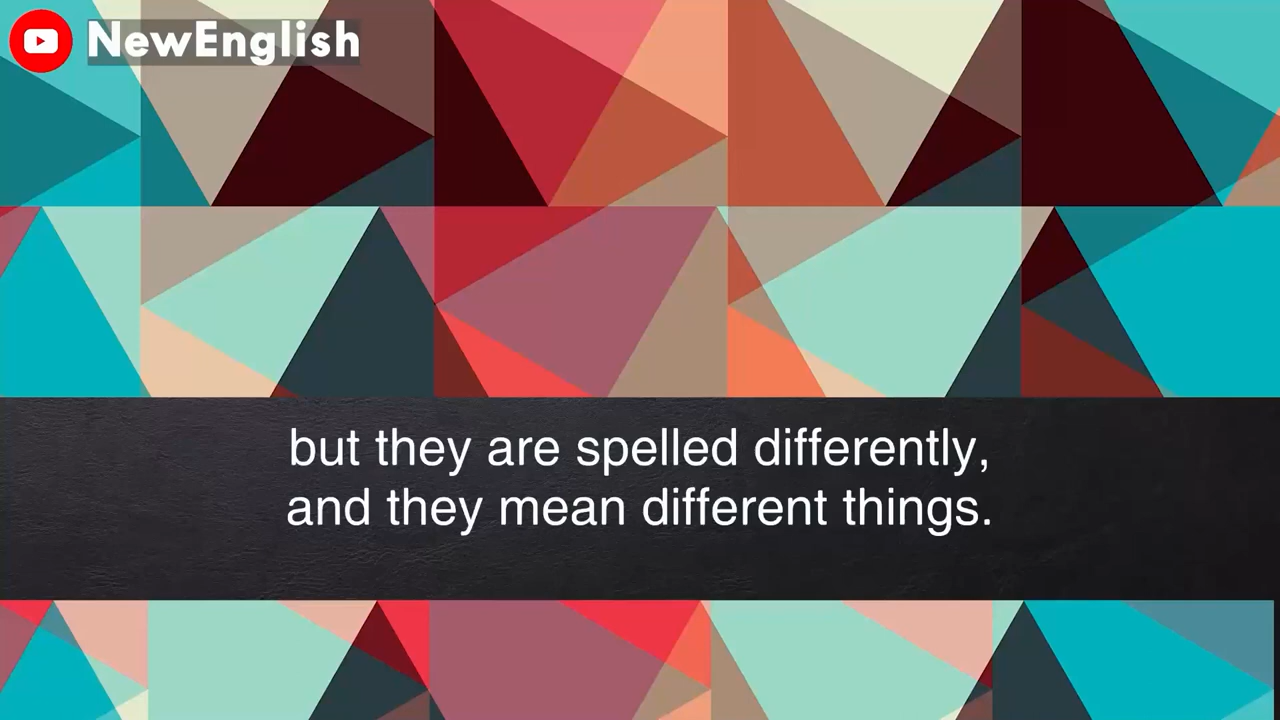 NewEnglish
but they are spelled differently,
and they mean different things.